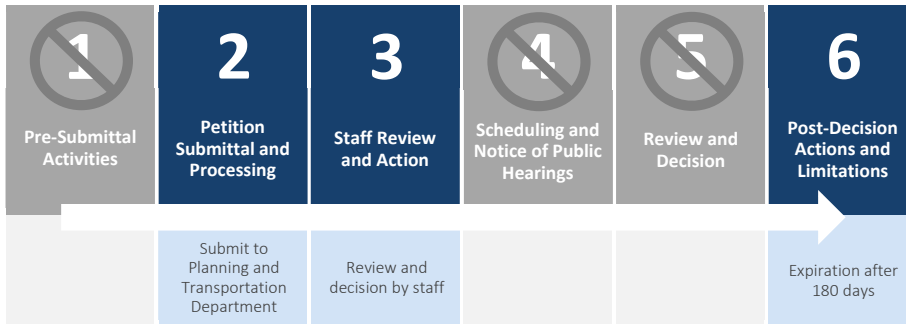 1
Pre-Submittal
Activities
2
Petition
Submittal and
Processing
3
Staff Review
and Action
4
Scheduling and
Notice of Public
Hearings
5
Review and
Decision
6
Post-Decision
Actions and
Limitations
Submit to
Planning and
Transportation
Department
Review and
decision by staff
Expiration after
180 days